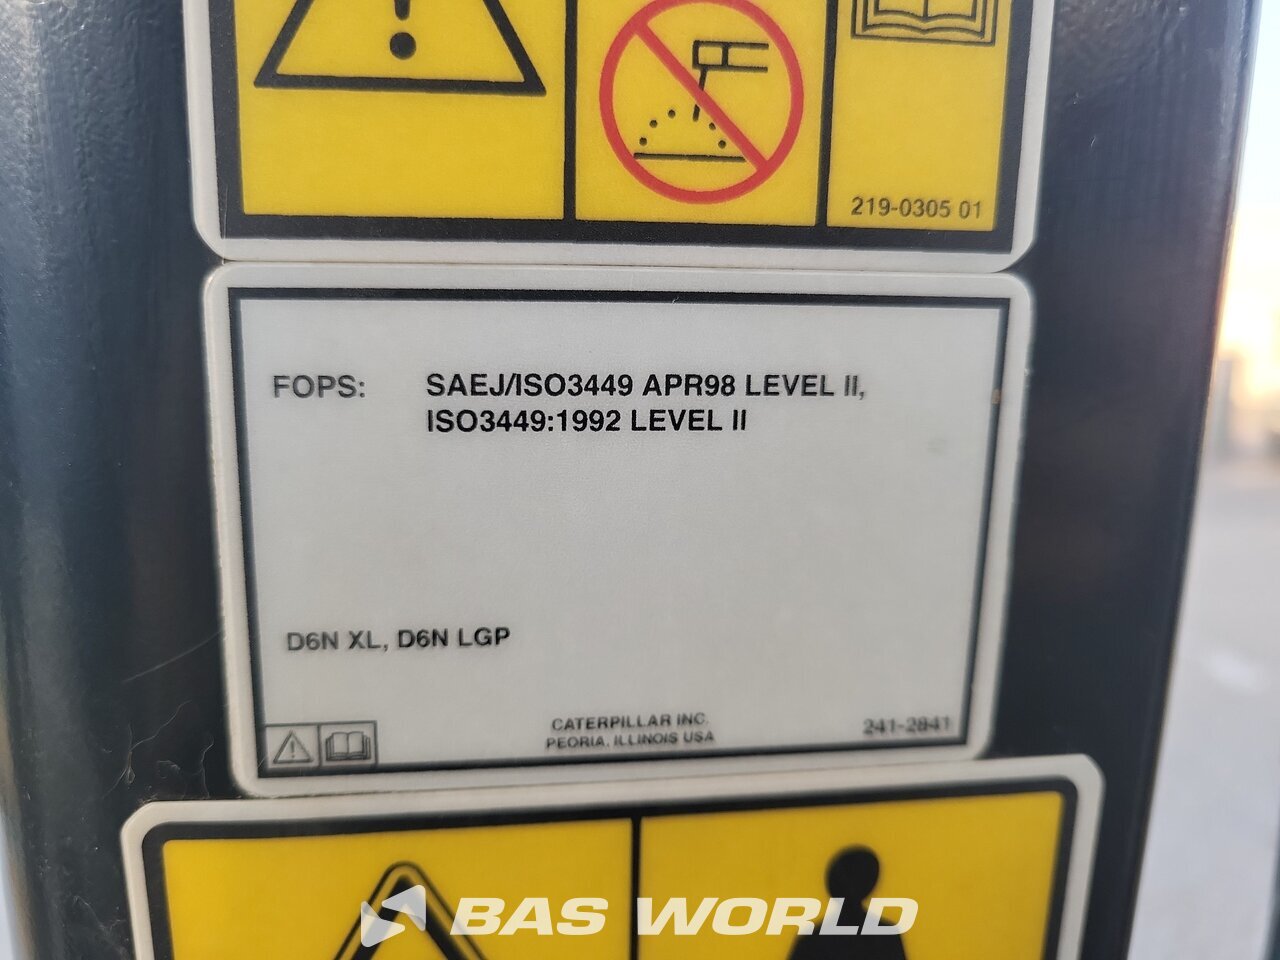 219-0305 01
FOPS: SAEJ/ISO3449 APR98 LEVEL II,
ISO3449:1992 LEVEL II
D6N XL, D6N LGP
CATERPILLAR INC.
PEORIA, ILLINOIS USA
241-2841
BAS WORLD